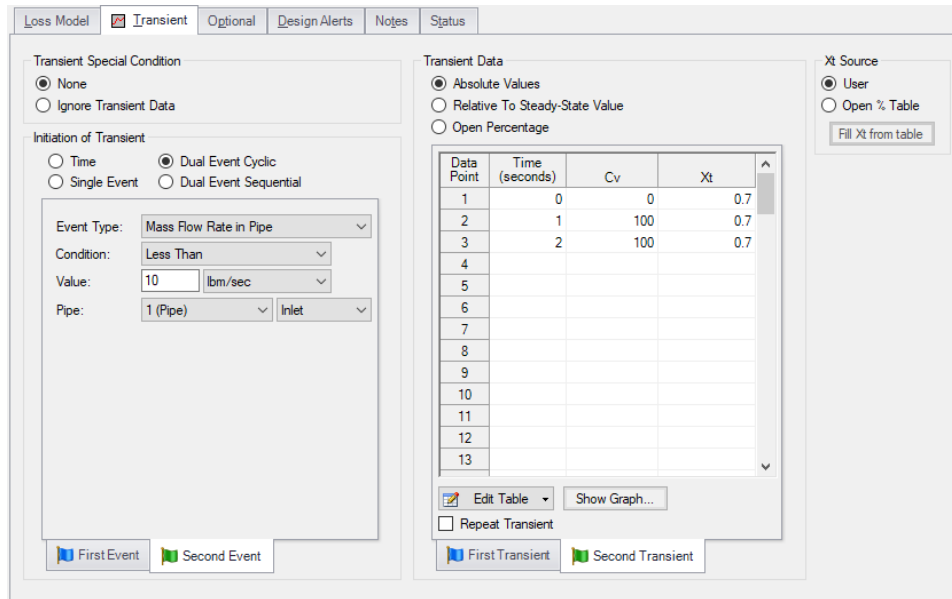 Loss Model Transient Optional Design Alerts Notes Status
Transient Special Condition
None
Ignore Transient Data
Initiation of Transient
Time Dual Event Cyclic
Single Event Dual Event Sequential
Event Type: Mass Flow Rate in Pipe
Condition: Less Than
Value: 10 lbm/sec
Pipe: 1 (Pipe) Inlet
First Event Second Event
Transient Data
Absolute Values
Relative To Steady-State Value
Open Percentage
Data Point Time (seconds) Cv Xt
1 0 0 0.7
2 1 100 0.7
3 2 100 0.7
4
5
6
7
8
9
10
11
12
13
Edit Table Show Graph...
Repeat Transient
First Transient Second Transient
Xt Source
User
Open % Table
Fill Xt from table